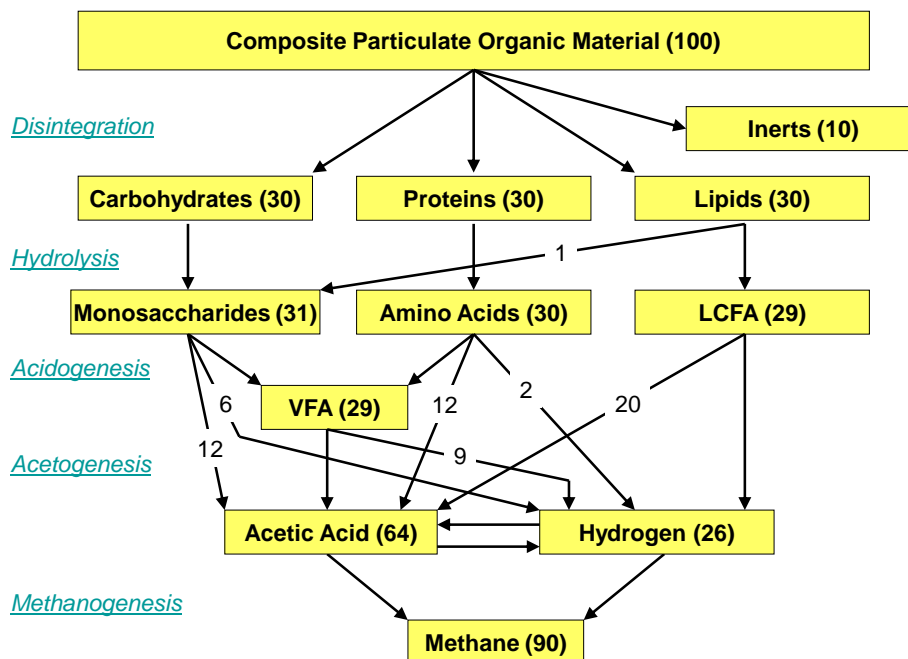 Composite Particulate Organic Material (100)
Disintegration
Inerts (10)
Carbohydrates (30)
Proteins (30)
Lipids (30)
Hydrolysis
1
Monosaccharides (31)
Amino Acids (30)
LCFA (29)
Acidogenesis
VFA (29)
6
12
2
20
12
9
Acetogenesis
Acetic Acid (64)
Hydrogen (26)
Methanogenesis
Methane (90)